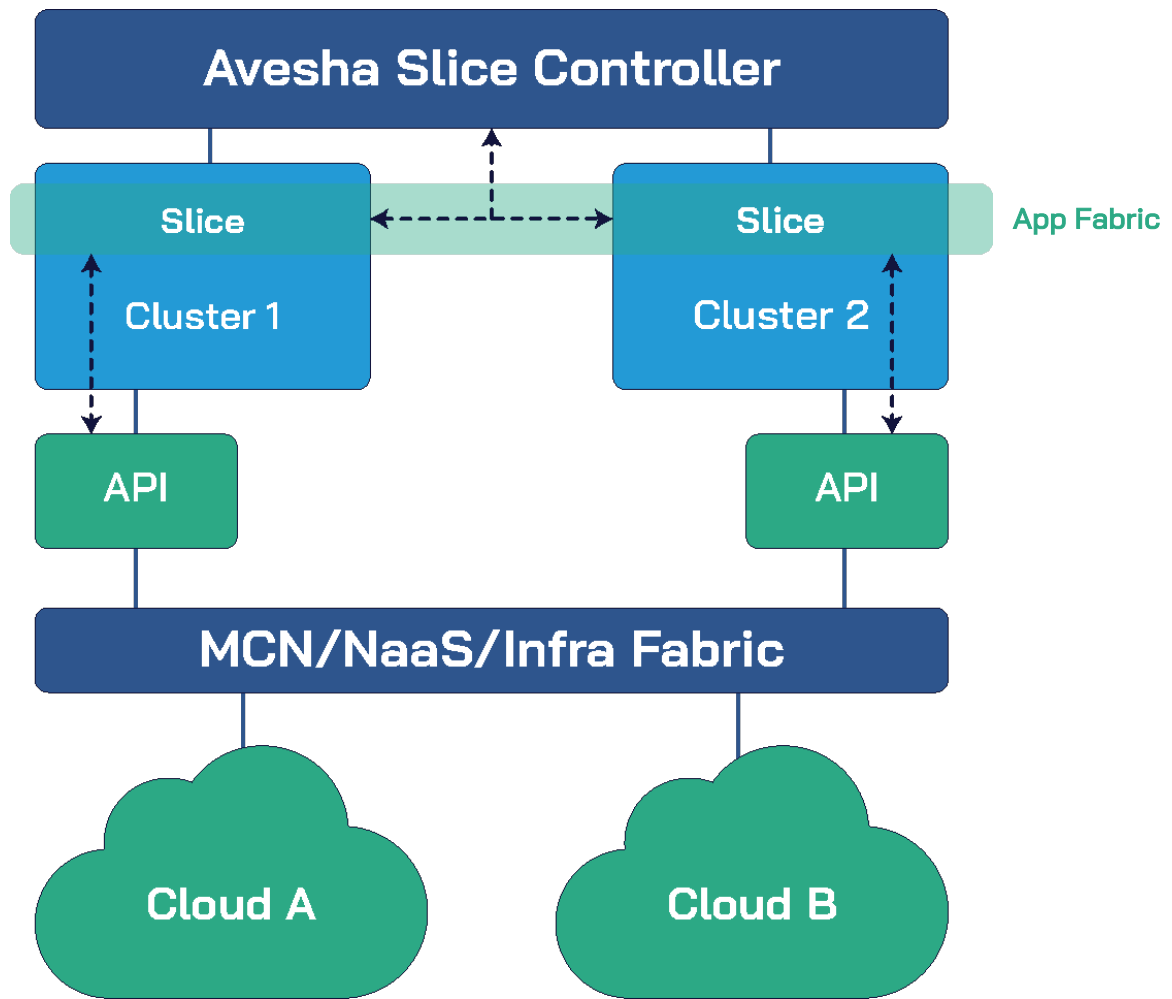 Avesha Slice Controller
Slice
Slice
App Fabric
Cluster 1
Cluster 2
API
API
MCN/NaaS/Infra Fabric
Cloud A
Cloud B